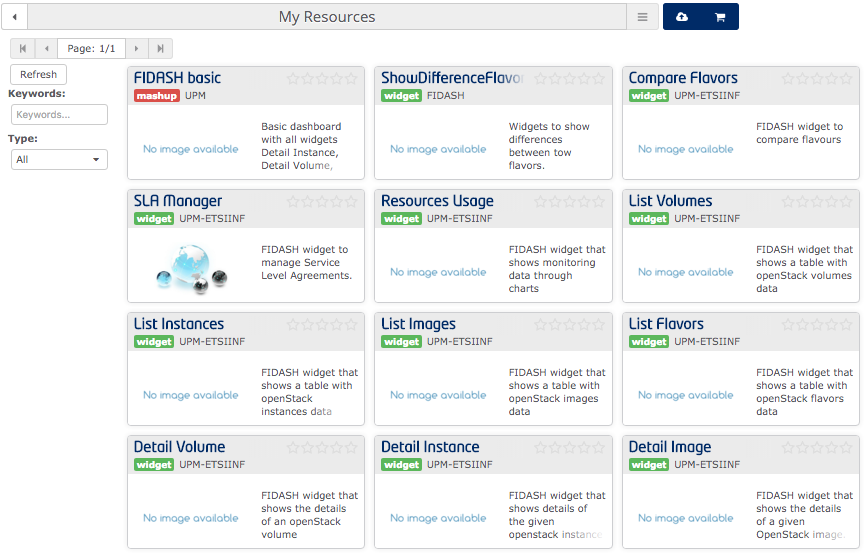 My Resources
Page: 1/1
Refresh
Keywords:
Keywords...
Type:
All
FIDASH basic
mashup UPM
No image available
Basic dashboard
with all widgets
Detail Instance,
Detail Volume,
ShowDifferenceFlavor
widget FIDASH
No image available
Widgets to show
differences
between tow
flavors.
Compare Flavors
widget UPM-ETSIINF
No image available
FIDASH widget to
compare flavours
SLA Manager
widget UPM-ETSIINF
FIDASH widget to
manage Service
Level Agreements.
Resources Usage
widget UPM-ETSIINF
No image available
FIDASH widget that
shows monitoring
data through
charts
List Volumes
widget UPM-ETSIINF
No image available
FIDASH widget that
shows a table with
openStack volumes
data
List Instances
widget UPM-ETSIINF
No image available
FIDASH widget that
shows a table with
openStack
instances data
List Images
widget UPM-ETSIINF
No image available
FIDASH widget that
shows a table with
openStack images
data
List Flavors
widget UPM-ETSIINF
No image available
FIDASH widget that
shows a table with
openStack flavors
data
Detail Volume
widget UPM-ETSIINF
No image available
FIDASH widget that
shows the details
of an openStack
volume
Detail Instance
widget UPM-ETSIINF
No image available
FIDASH widget that
shows details of
the given
openstack instance
Detail Image
widget UPM-ETSIINF
No image available
FIDASH widget that
shows the details
of a given
OpenStack image.